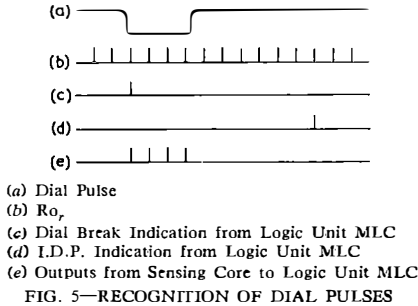 (a)
(b)
(c)
(d)
(e)
(a) Dial Pulse
(b) Ro_r
(c) Dial Break Indication from Logic Unit MLC
(d) I.D.P. Indication from Logic Unit MLC
(e) Outputs from Sensing Core to Logic Unit MLC
FIG. 5—RECOGNITION OF DIAL PULSES